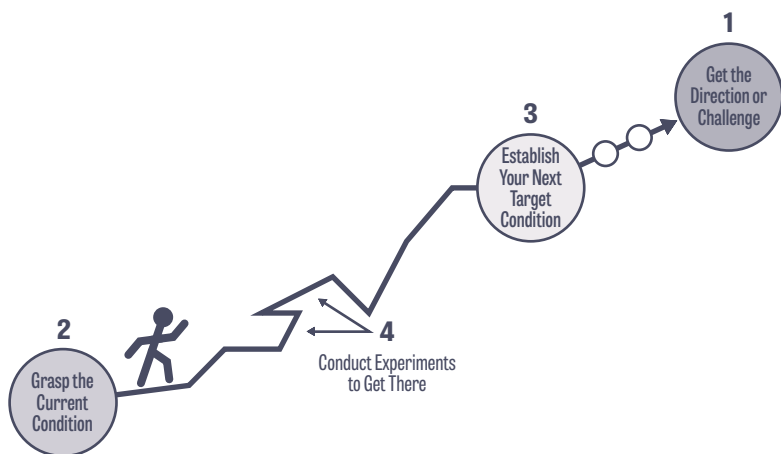 1
Get the
Direction or
Challenge
3
Establish
Your Next
Target
Condition
2
Grasp the
Current
Condition
4
Conduct Experiments
to Get There